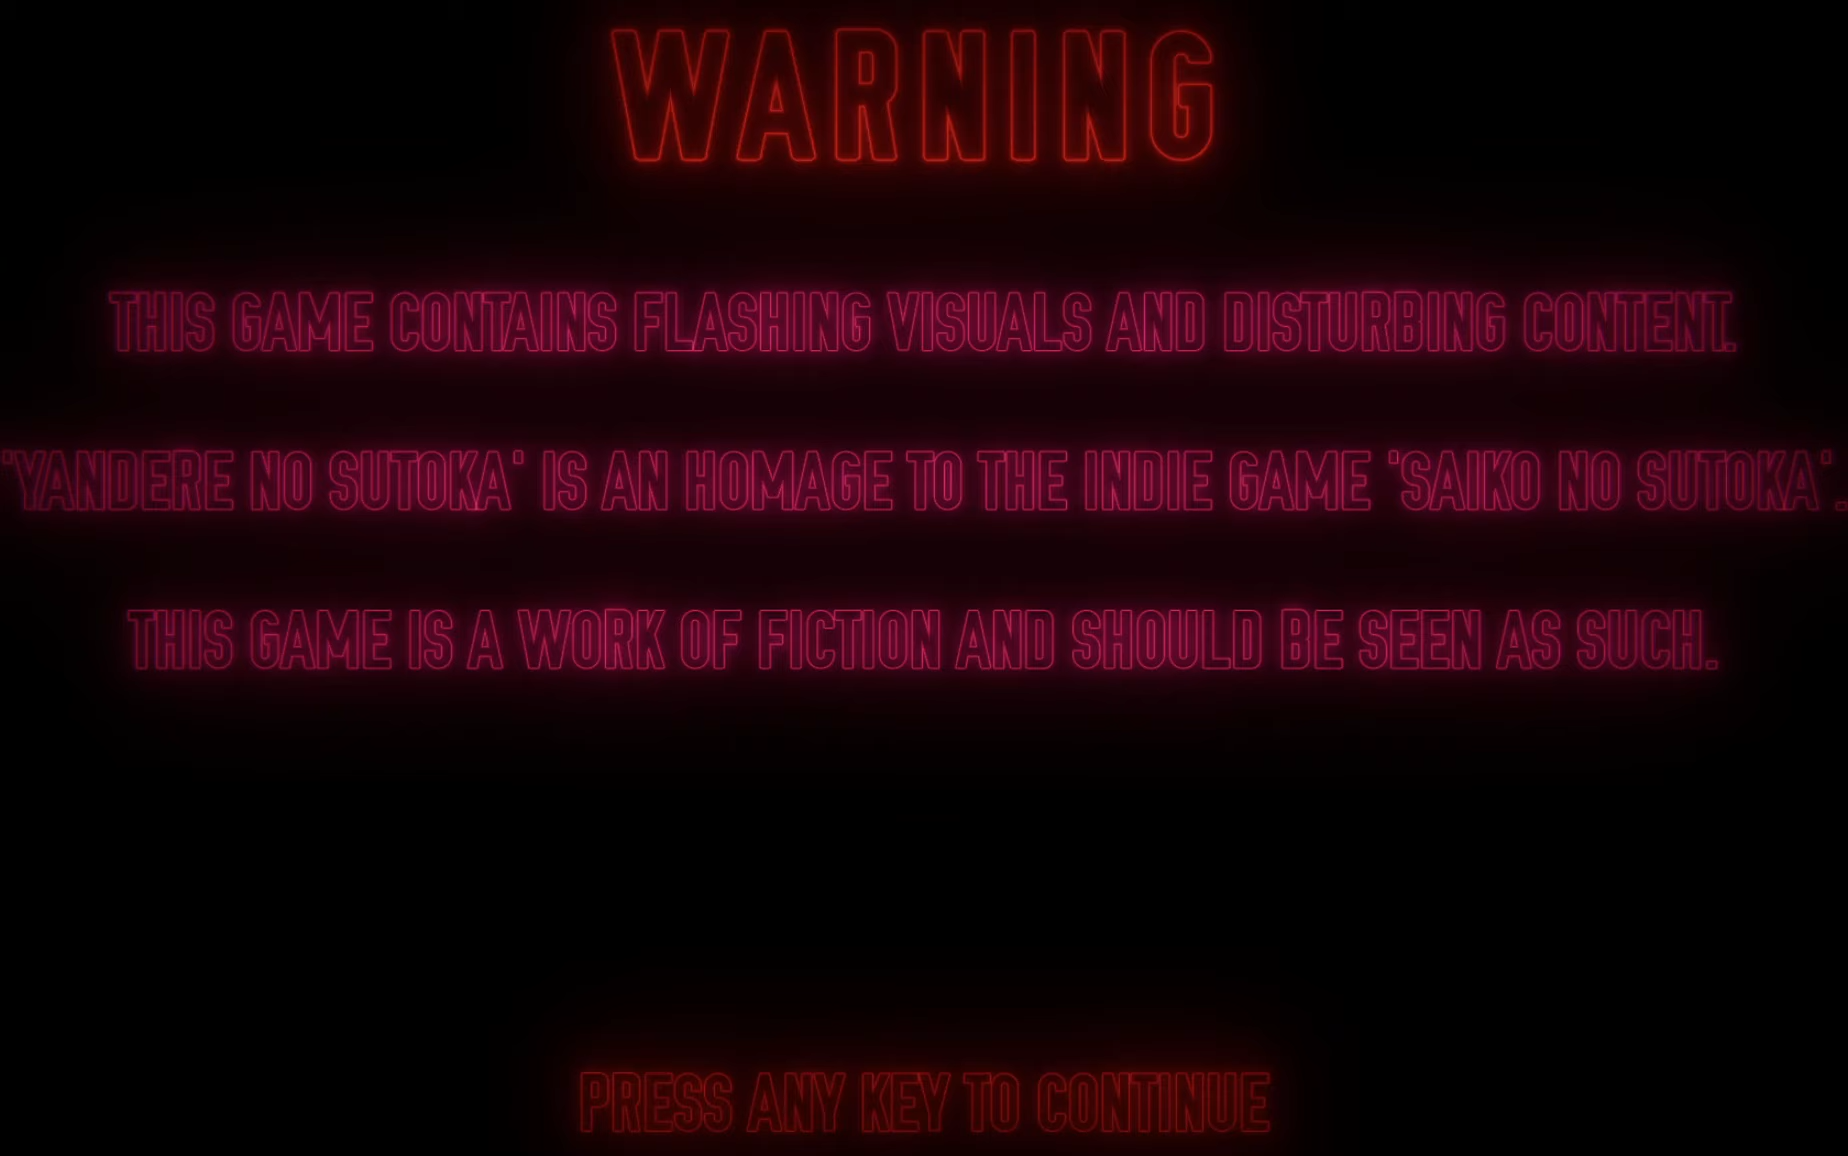 WARNING
THIS GAME CONTAINS FLASHING VISUALS AND DISTURBING CONTENT.
'YANDERE NO SUTOKA' IS AN HOMAGE TO THE INDIE GAME 'SAIKO NO SUTOKA'.
THIS GAME IS A WORK OF FICTION AND SHOULD BE SEEN AS SUCH.
PRESS ANY KEY TO CONTINUE